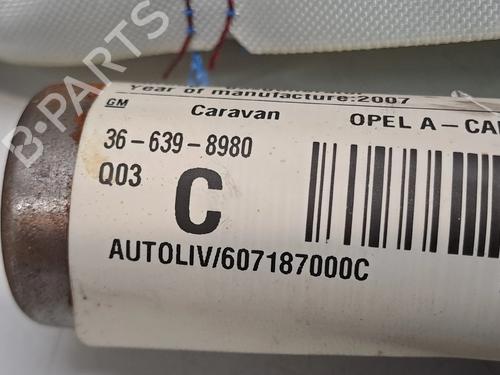 B-PARTS
Year of manufacture:2007
GM
Caravan OPEL A-CA
36-639-8980
Q03
C
AUTOLIV/607187000C